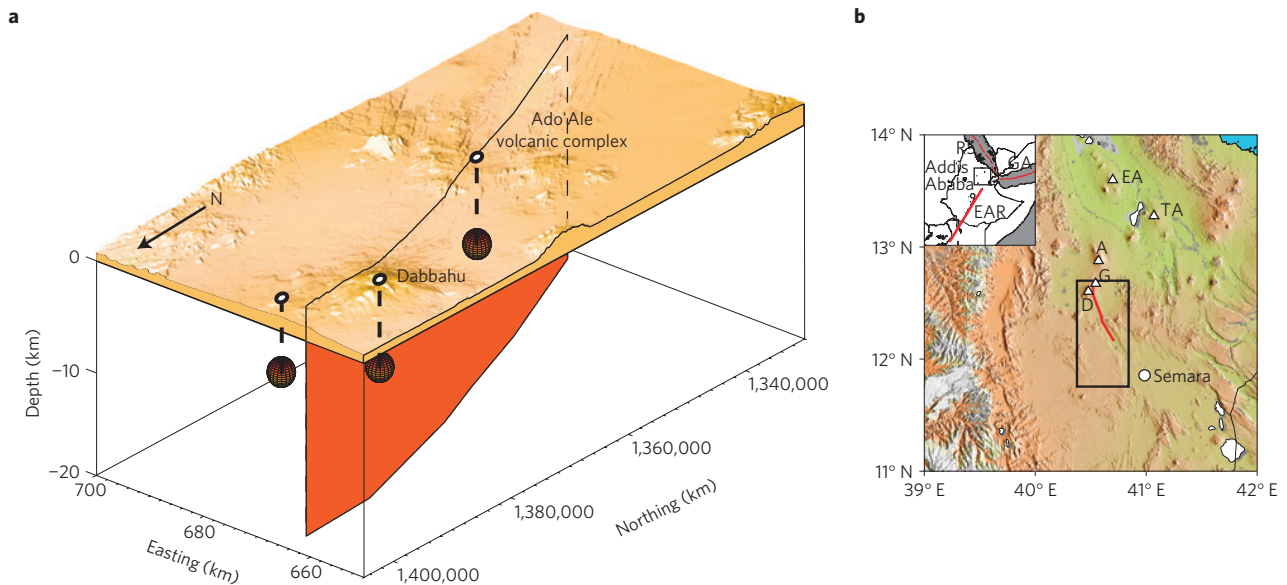 a
Ado'Ale
volcanic complex
N
Dabbahu
0
−10
−20
Depth (km)
700
680
660
Easting (km)
1,400,000
1,380,000
1,360,000
1,340,000
Northing (km)
b
14° N
13° N
12° N
11° N
39° E
40° E
41° E
42° E
RS
GA
Addis
Ababa
EAR
EA
TA
A
G
D
Semara